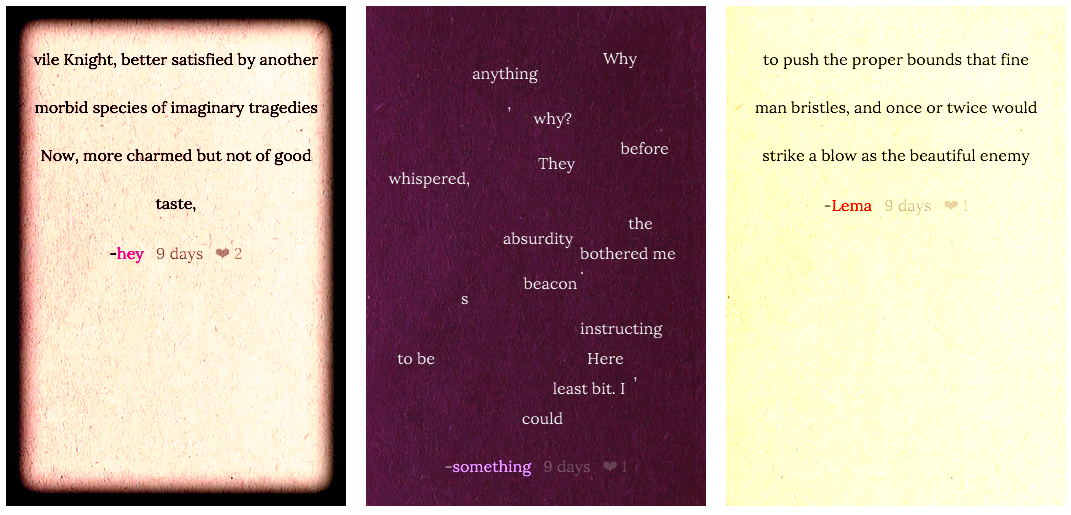 vile Knight, better satisfied by another
morbid species of imaginary tragedies
Now, more charmed but not of good
taste,
-hey 9 days ❤ 2
Why
anything
,
why?
before
They
whispered,
the
absurdity
bothered me
.
beacon
s
instructing
to be
Here
,
least bit. I
could
-something 9 days ❤ 1
to push the proper bounds that fine
man bristles, and once or twice would
strike a blow as the beautiful enemy
-Lema 9 days ❤ 1